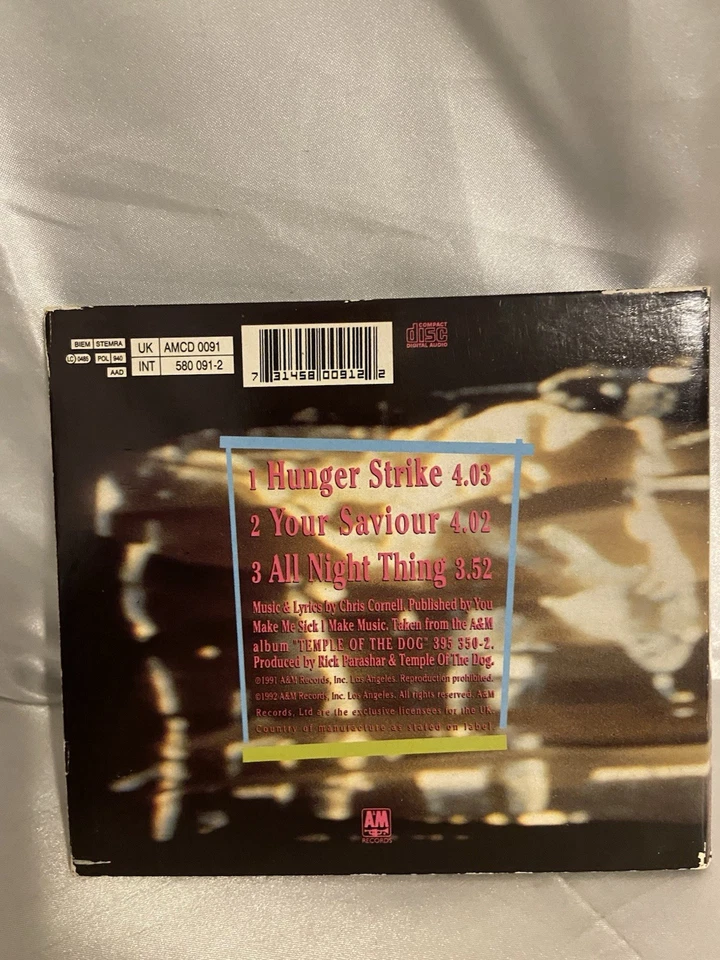 BIEM STEMRA
LC 0485 POL 940
AAD
UK AMCD 0091
INT 580 091-2
7 31458 00912 2
COMPACT
disc
DIGITAL AUDIO
1 Hunger Strike 4.03
2 Your Saviour 4.02
3 All Night Thing 3.52
Music & Lyrics by Chris Cornell. Published by You
Make Me Sick I Make Music. Taken from the A&M
album "TEMPLE OF THE DOG" 395 350-2.
Produced by Rick Parashar & Temple Of The Dog.
℗1991 A&M Records, Inc. Los Angeles. Reproduction prohibited.
©1992 A&M Records, Inc. Los Angeles. All rights reserved. A&M
Records, Ltd are the exclusive licensees for the UK.
Country of manufacture as stated on label.
A&M
RECORDS